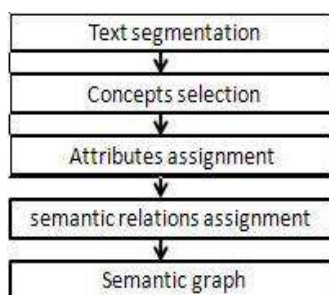 Text segmentation
Concepts selection
Attributes assignment
semantic relations assignment
Semantic graph